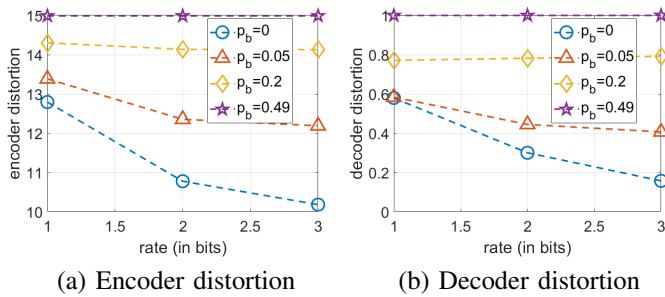 15
14
13
12
11
10
encoder distortion
1
1.5
2
2.5
3
rate (in bits)
p_b=0
p_b=0.05
p_b=0.2
p_b=0.49
(a) Encoder distortion
1
0.8
0.6
0.4
0.2
0
decoder distortion
1
1.5
2
2.5
3
rate (in bits)
p_b=0
p_b=0.05
p_b=0.2
p_b=0.49
(b) Decoder distortion